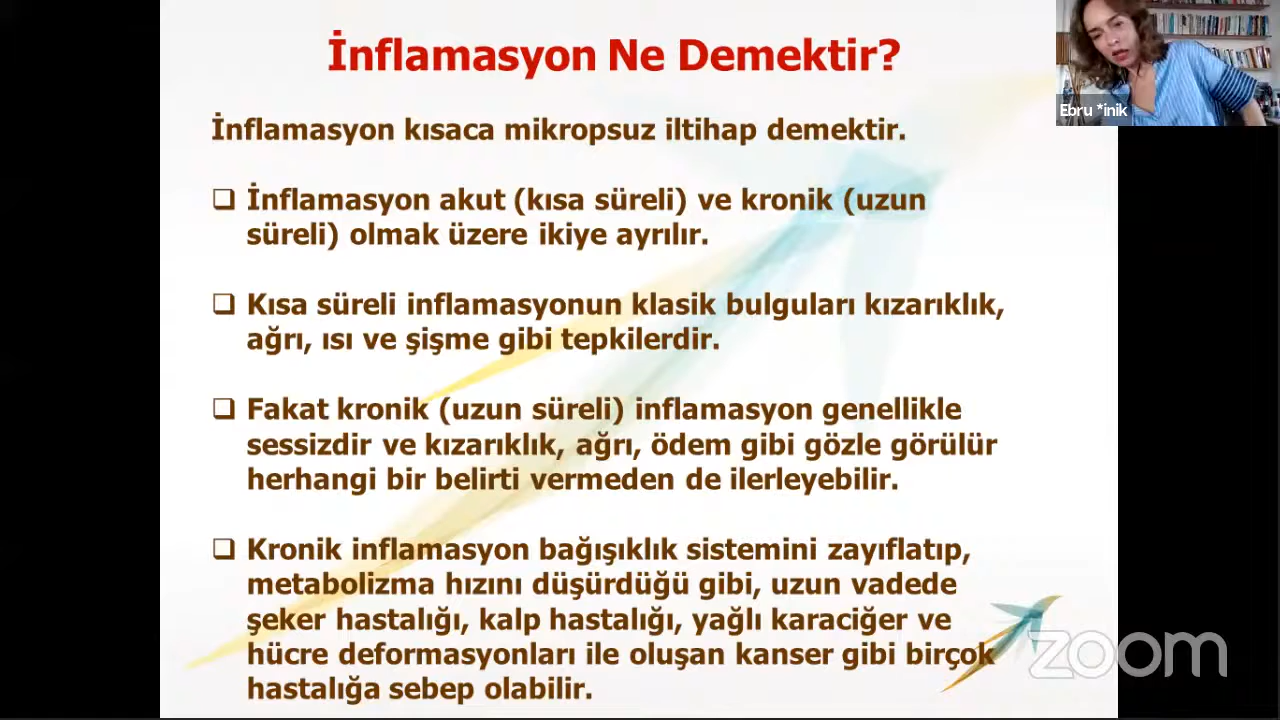 İnflamasyon Ne Demektir?
İnflamasyon kısaca mikropsuz iltihap demektir.
❑ İnflamasyon akut (kısa süreli) ve kronik (uzun
süreli) olmak üzere ikiye ayrılır.
❑ Kısa süreli inflamasyonun klasik bulguları kızarıklık,
ağrı, ısı ve şişme gibi tepkilerdir.
❑ Fakat kronik (uzun süreli) inflamasyon genellikle
sessizdir ve kızarıklık, ağrı, ödem gibi gözle görülür
herhangi bir belirti vermeden de ilerleyebilir.
❑ Kronik inflamasyon bağışıklık sistemini zayıflatıp,
metabolizma hızını düşürdüğü gibi, uzun vadede
şeker hastalığı, kalp hastalığı, yağlı karaciğer ve
hücre deformasyonları ile oluşan kanser gibi birçok
hastalığa sebep olabilir.
Ebru *inik
zoom